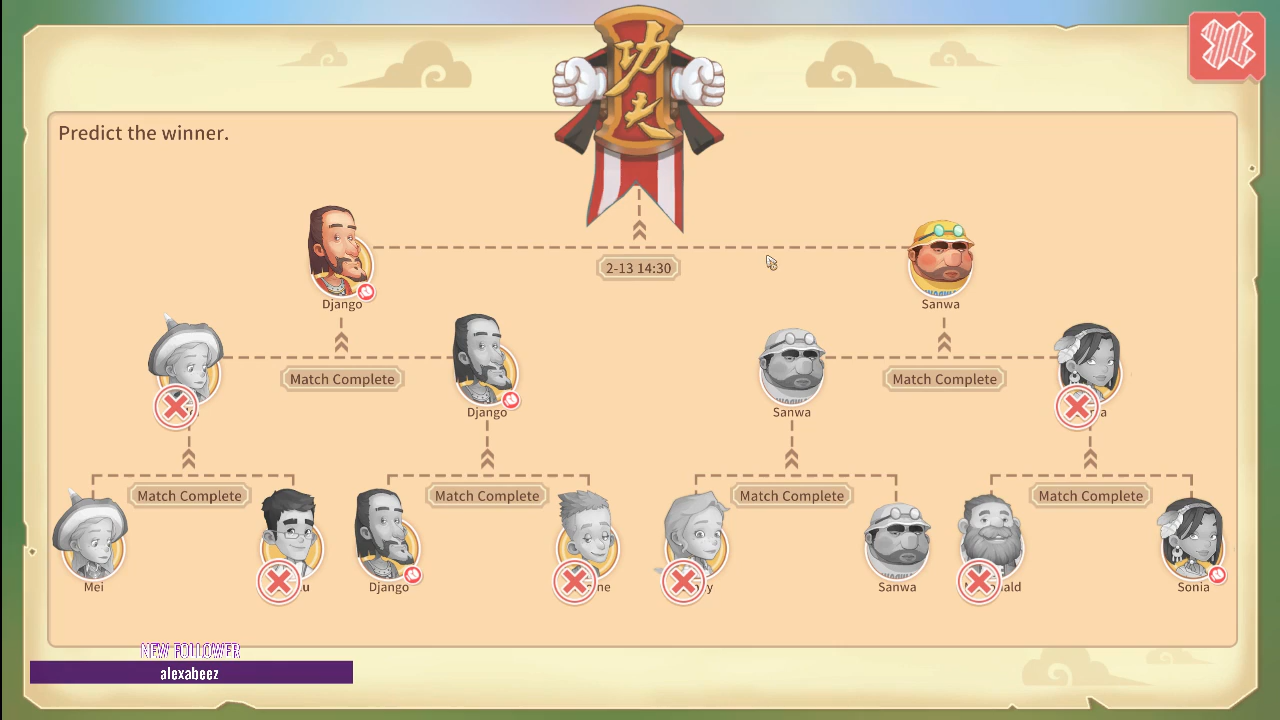 功
夫
Predict the winner.
2-13 14:30
Django
Sanwa
Match Complete
Match Complete
Django
Sanwa
Match Complete
Match Complete
Match Complete
Match Complete
Mei
Django
Sanwa
Sonia
NEW FOLLOWER
alexabeez